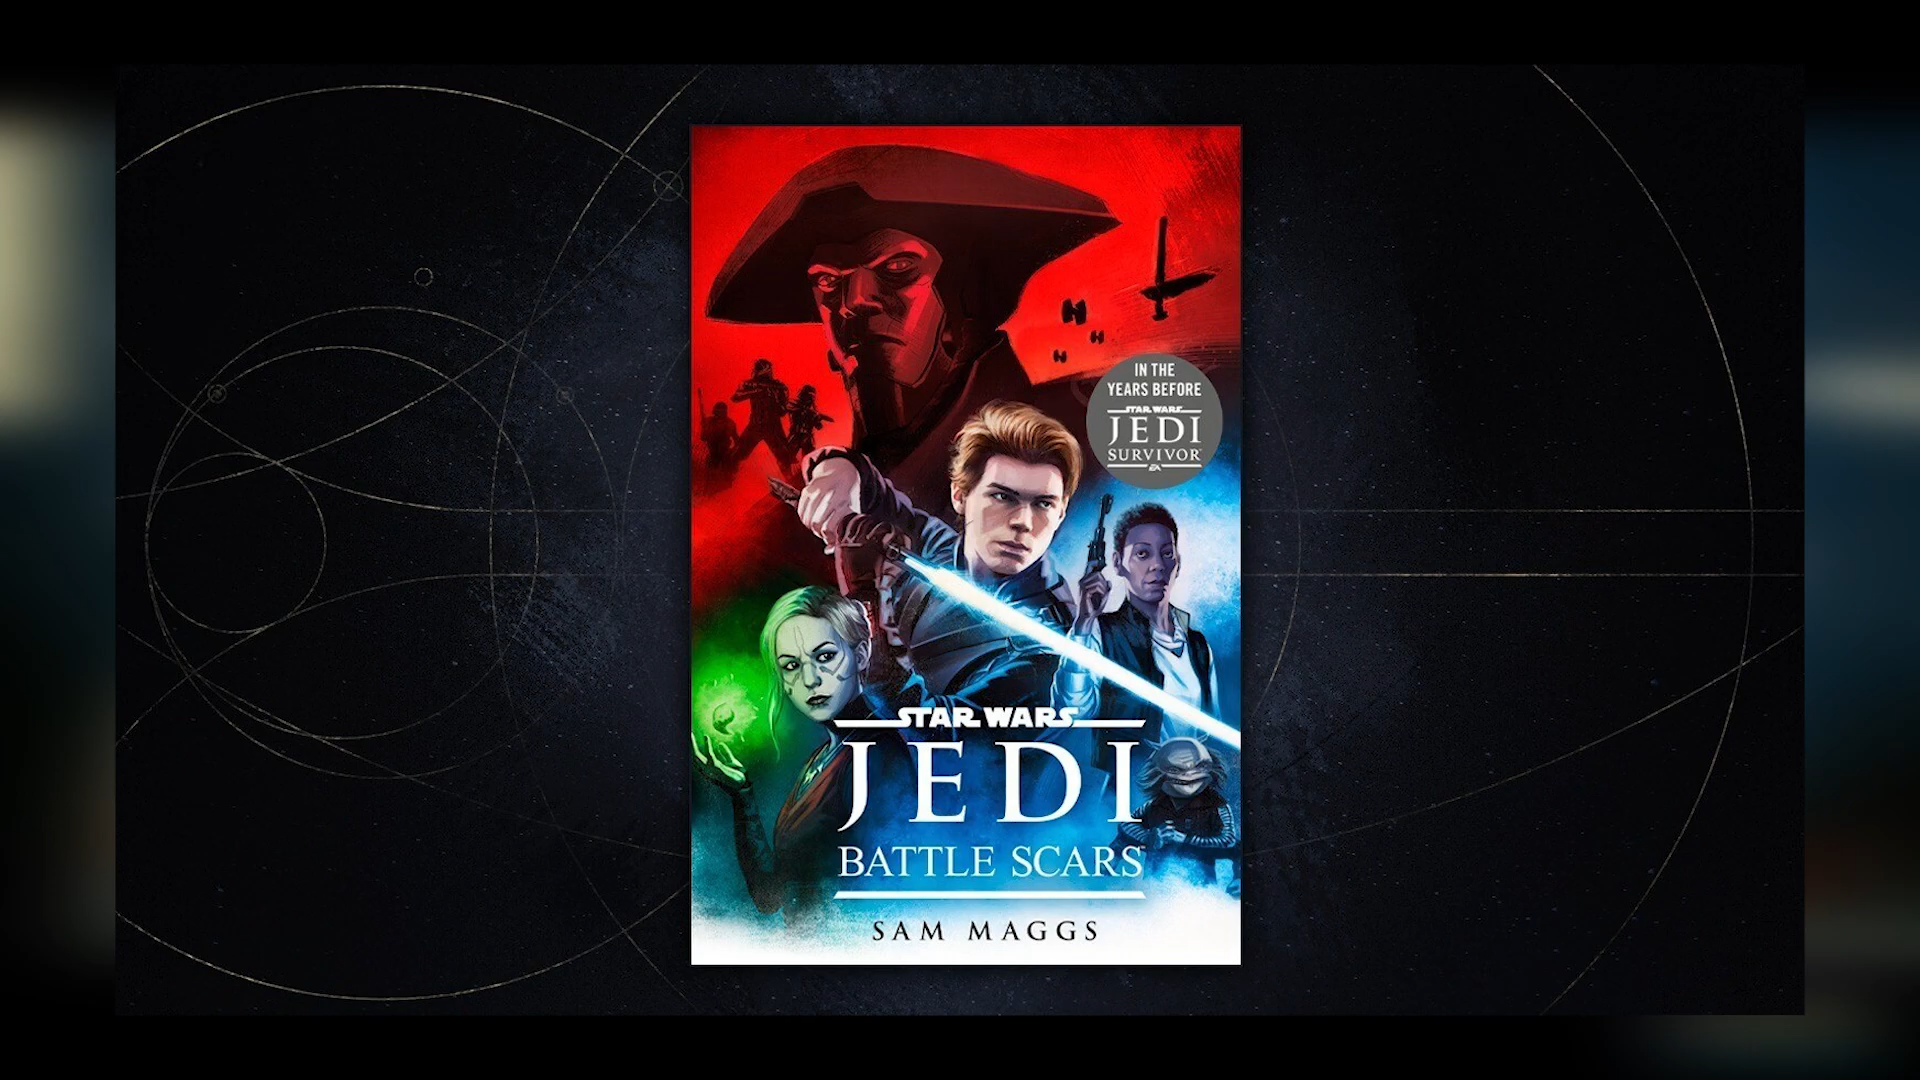 IN THE
YEARS BEFORE
STAR WARS
JEDI
SURVIVOR
EA
STAR WARS
JEDI
BATTLE SCARS
SAM MAGGS